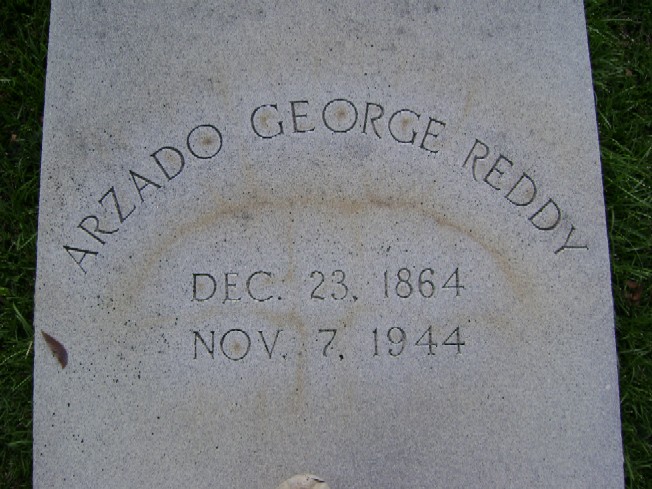 ARZADO GEORGE REDDY
DEC. 23, 1864
NOV. 7, 1944